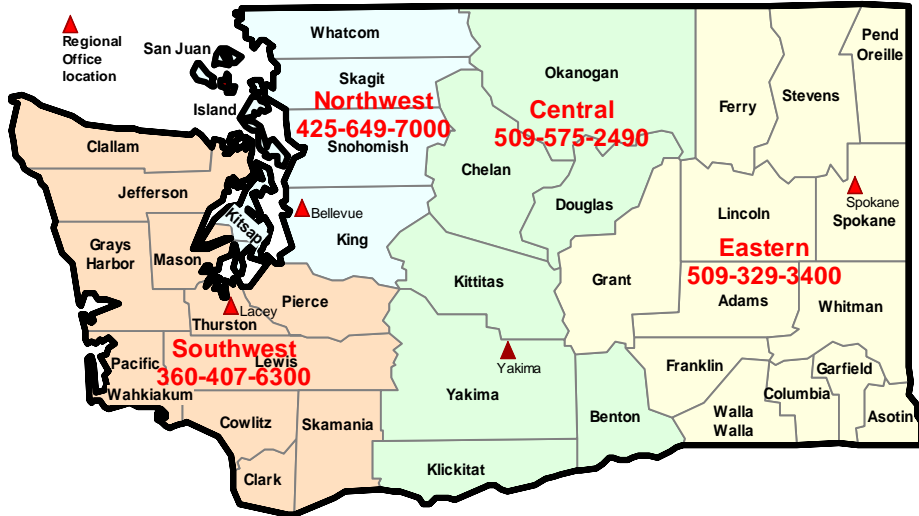 Regional
Office
location
San Juan
Island
Whatcom
Skagit
Northwest
425-649-7000
Snohomish
Kitsap
Bellevue
King
Okanogan
Central
509-575-2490
Chelan
Douglas
Kittitas
Yakima
Yakima
Benton
Klickitat
Pend
Oreille
Stevens
Ferry
Spokane
Spokane
Lincoln
Eastern
509-329-3400
Grant
Adams
Whitman
Franklin
Garfield
Columbia
Walla
Walla
Asotin
Clallam
Jefferson
Grays
Harbor
Mason
Pierce
Lacey
Thurston
Southwest
360-407-6300
Lewis
Pacific
Wahkiakum
Cowlitz
Skamania
Clark